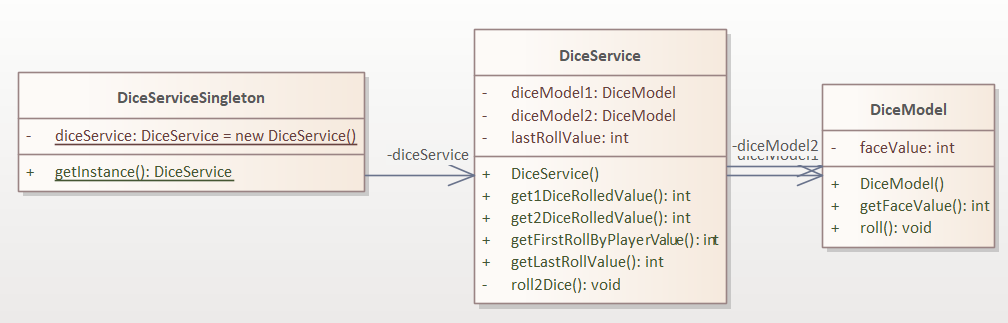 DiceServiceSingleton
- diceService: DiceService = new DiceService()
+ getInstance(): DiceService
-diceService
DiceService
- diceModel1: DiceModel
- diceModel2: DiceModel
- lastRollValue: int
+ DiceService()
+ get1DiceRolledValue(): int
+ get2DiceRolledValue(): int
+ getFirstRollByPlayerValue(): int
+ getLastRollValue(): int
- roll2Dice(): void
-diceModel2
-diceModel1
DiceModel
- faceValue: int
+ DiceModel()
+ getFaceValue(): int
+ roll(): void